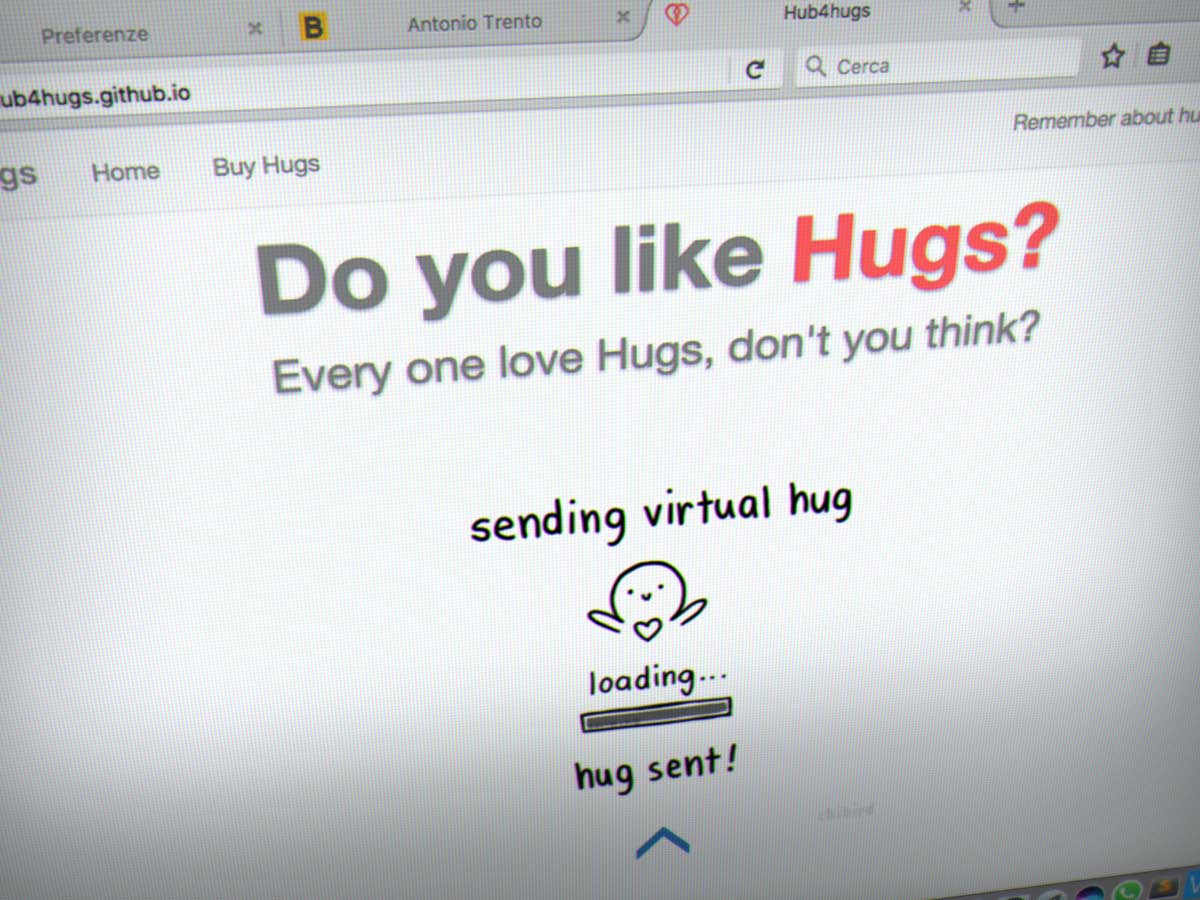 Preferenze
B
Antonio Trento
Hub4hugs
ub4hugs.github.io
Cerca
gs
Home
Buy Hugs
Remember about hu
Do you like Hugs?
Every one love Hugs, don't you think?
sending virtual hug
loading...
hug sent!
chibird